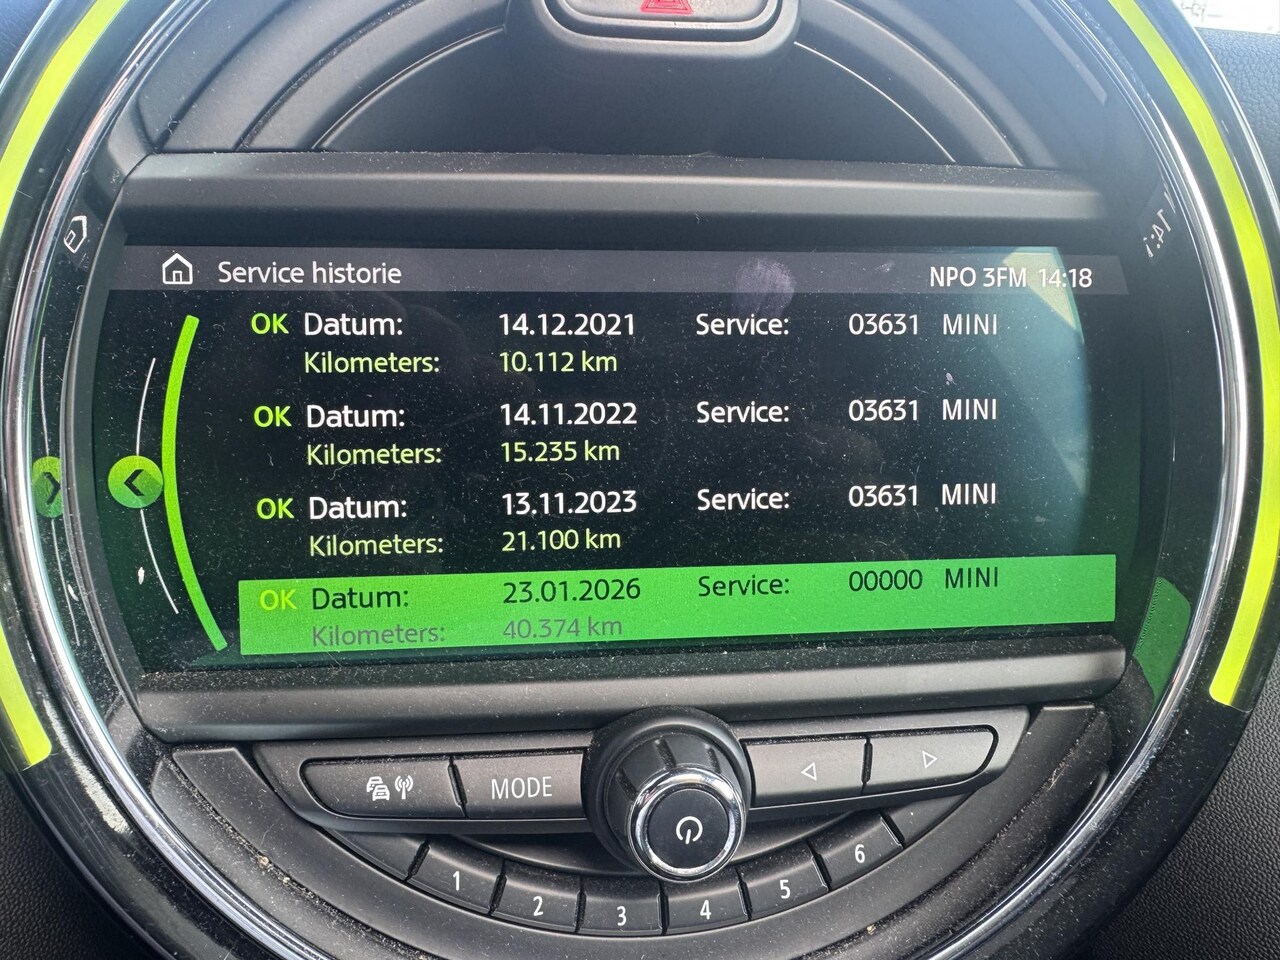 Service historie NPO 3FM 14:18
OK Datum: 14.12.2021 Service: 03631 MINI
Kilometers: 10.112 km
OK Datum: 14.11.2022 Service: 03631 MINI
Kilometers: 15.235 km
OK Datum: 13.11.2023 Service: 03631 MINI
Kilometers: 21.100 km
OK Datum: 23.01.2026 Service: 00000 MINI
Kilometers: 40.374 km
MODE
1 2 3 4 5 6